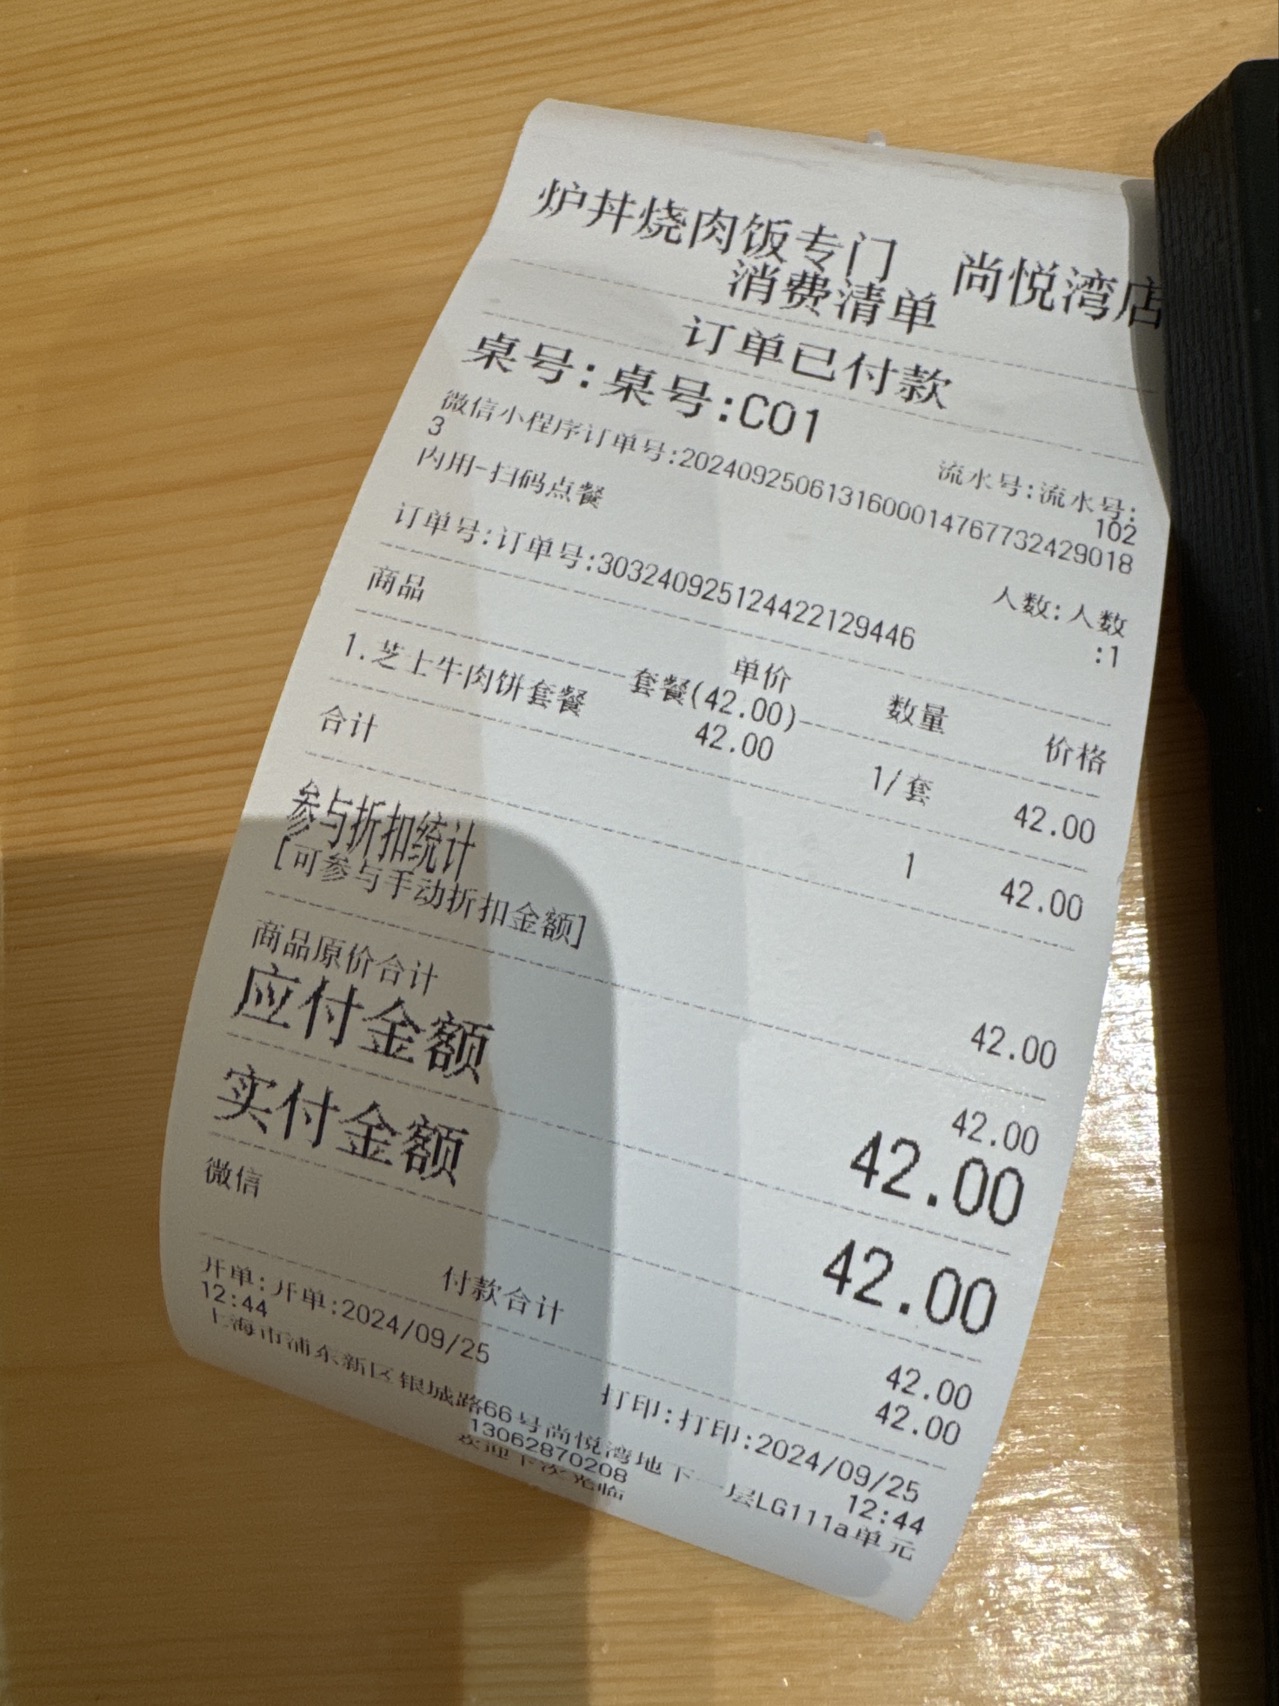 炉丼烧肉饭专门　尚悦湾店
消费清单
订单已付款
桌号:桌号:C01
流水号:流水号:
102
微信小程序订单号:2024092506131600014767732429018
3
内用-扫码点餐
人数:人数
:1
订单号:订单号:303240925124422129446
商品 单价 数量 价格
套餐(42.00)
1.芝士牛肉饼套餐 42.00 1/套 42.00
合计 1 42.00
参与折扣统计
[可参与手动折扣金额] 42.00
商品原价合计 42.00
应付金额 42.00
实付金额 42.00
微信 42.00
付款合计 42.00
开单:开单:2024/09/25
12:44
打印:打印:2024/09/25
12:44
上海市浦东新区银城路66号尚悦湾地下一层LG111a单元
13062870208
欢迎下次光临